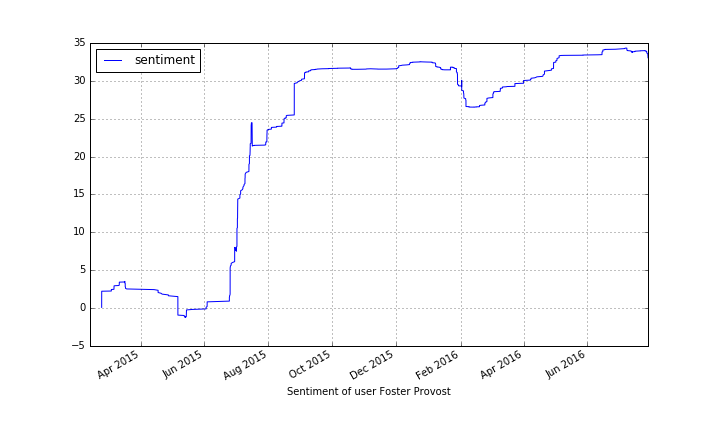 35
30
25
20
15
10
5
0
−5
sentiment
Apr 2015
Jun 2015
Aug 2015
Oct 2015
Dec 2015
Feb 2016
Apr 2016
Jun 2016
Sentiment of user Foster Provost